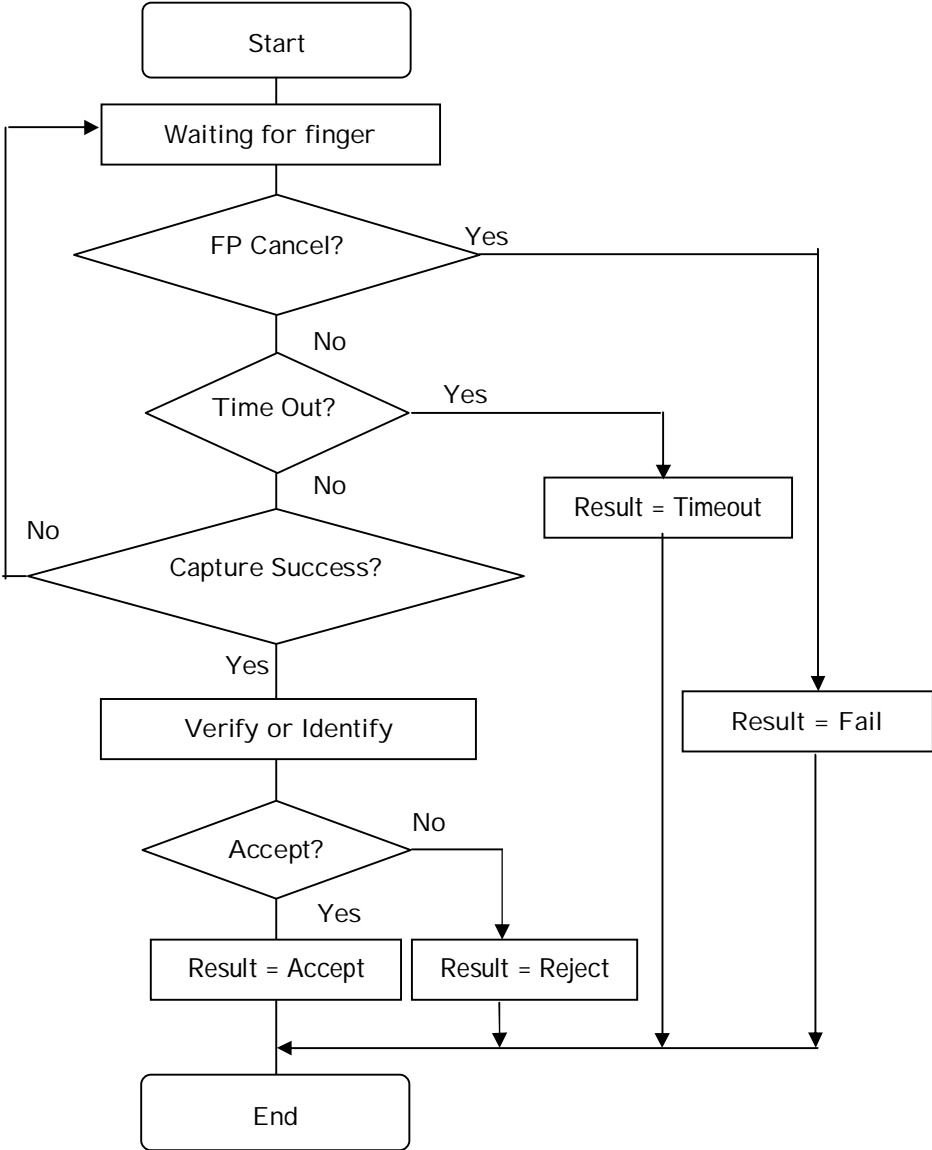 Start
Waiting for finger
FP Cancel?
Yes
No
Time Out?
Yes
No
Result = Timeout
No
Capture Success?
Yes
Verify or Identify
Result = Fail
Accept?
No
Yes
Result = Accept
Result = Reject
End